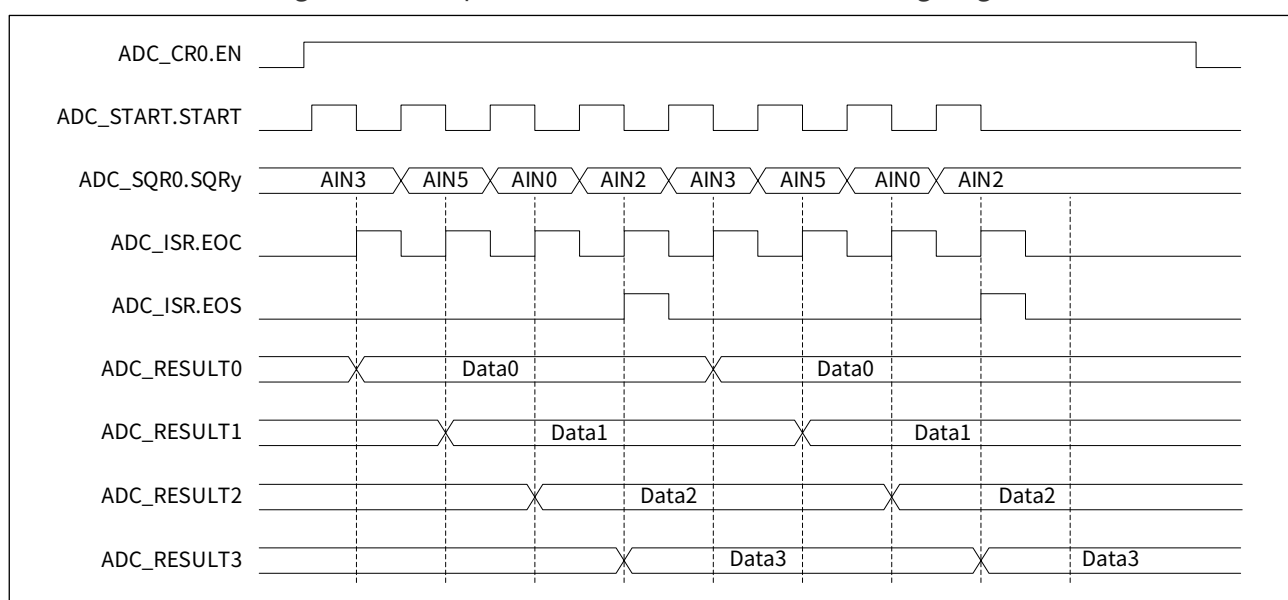 ADC_CR0.EN
ADC_START.START
ADC_SQR0.SQRy AIN3 AIN5 AIN0 AIN2 AIN3 AIN5 AIN0 AIN2
ADC_ISR.EOC
ADC_ISR.EOS
ADC_RESULT0 Data0 Data0
ADC_RESULT1 Data1 Data1
ADC_RESULT2 Data2 Data2
ADC_RESULT3 Data3 Data3